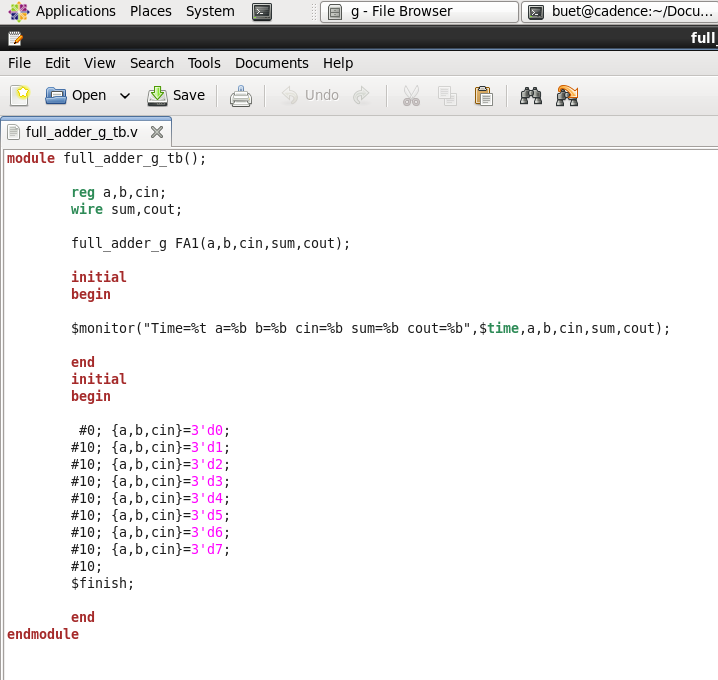 Applications Places System g - File Browser buet@cadence:~/Docu...
full_
File Edit View Search Tools Documents Help
Open Save Undo
full_adder_g_tb.v
module full_adder_g_tb();
reg a,b,cin;
wire sum,cout;
full_adder_g FA1(a,b,cin,sum,cout);
initial
begin
$monitor("Time=%t a=%b b=%b cin=%b sum=%b cout=%b",$time,a,b,cin,sum,cout);
end
initial
begin
#0; {a,b,cin}=3'd0;
#10; {a,b,cin}=3'd1;
#10; {a,b,cin}=3'd2;
#10; {a,b,cin}=3'd3;
#10; {a,b,cin}=3'd4;
#10; {a,b,cin}=3'd5;
#10; {a,b,cin}=3'd6;
#10; {a,b,cin}=3'd7;
#10;
$finish;
end
endmodule